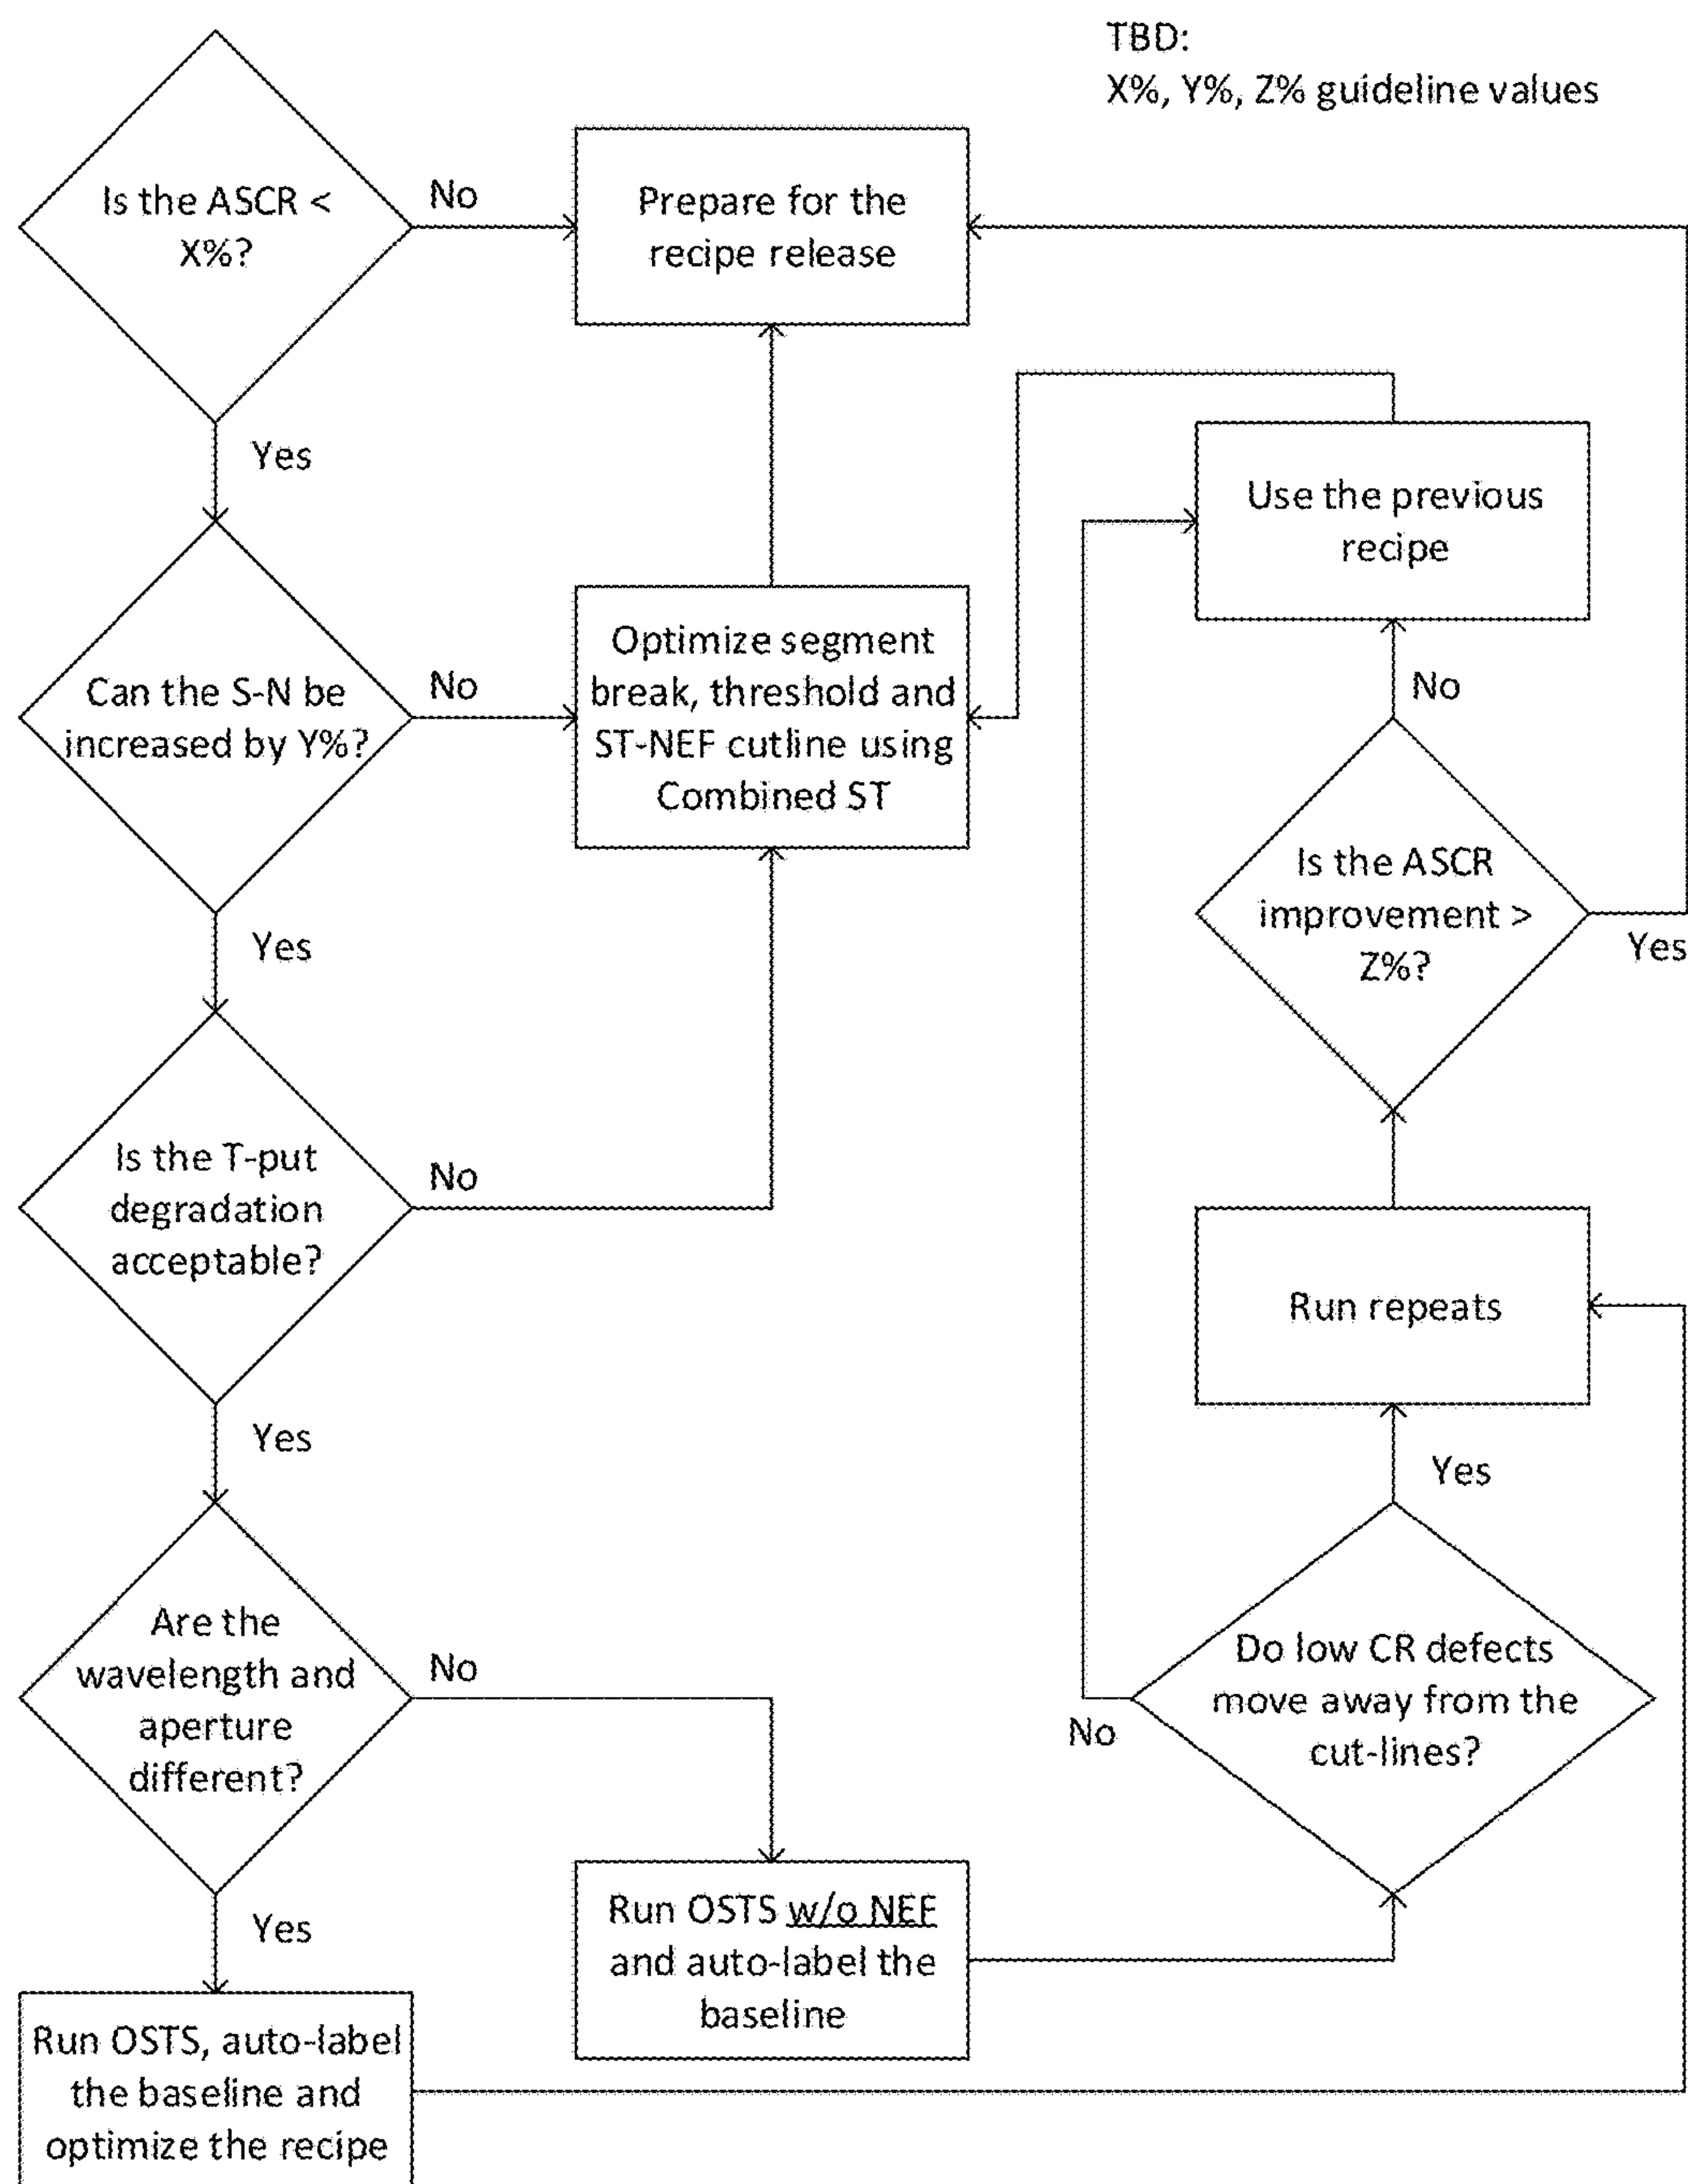 TBD:
X%, Y%, Z% guideline values
Is the ASCR <
X%?
No
Prepare for the
recipe release
Yes
Use the previous
recipe
Can the S-N be
increased by Y%?
No
Optimize segment
break, threshold and
ST-NEF cutline using
Combined ST
No
Is the ASCR
improvement >
Z%?
Yes
Yes
Is the T-put
degradation
acceptable?
No
Run repeats
Yes
Yes
Are the
wavelength and
aperture
different?
No
Do low CR defects
move away from the
cut-lines?
No
Yes
Run OSTS w/o NEF
and auto-label the
baseline
Run OSTS, auto-label
the baseline and
optimize the recipe